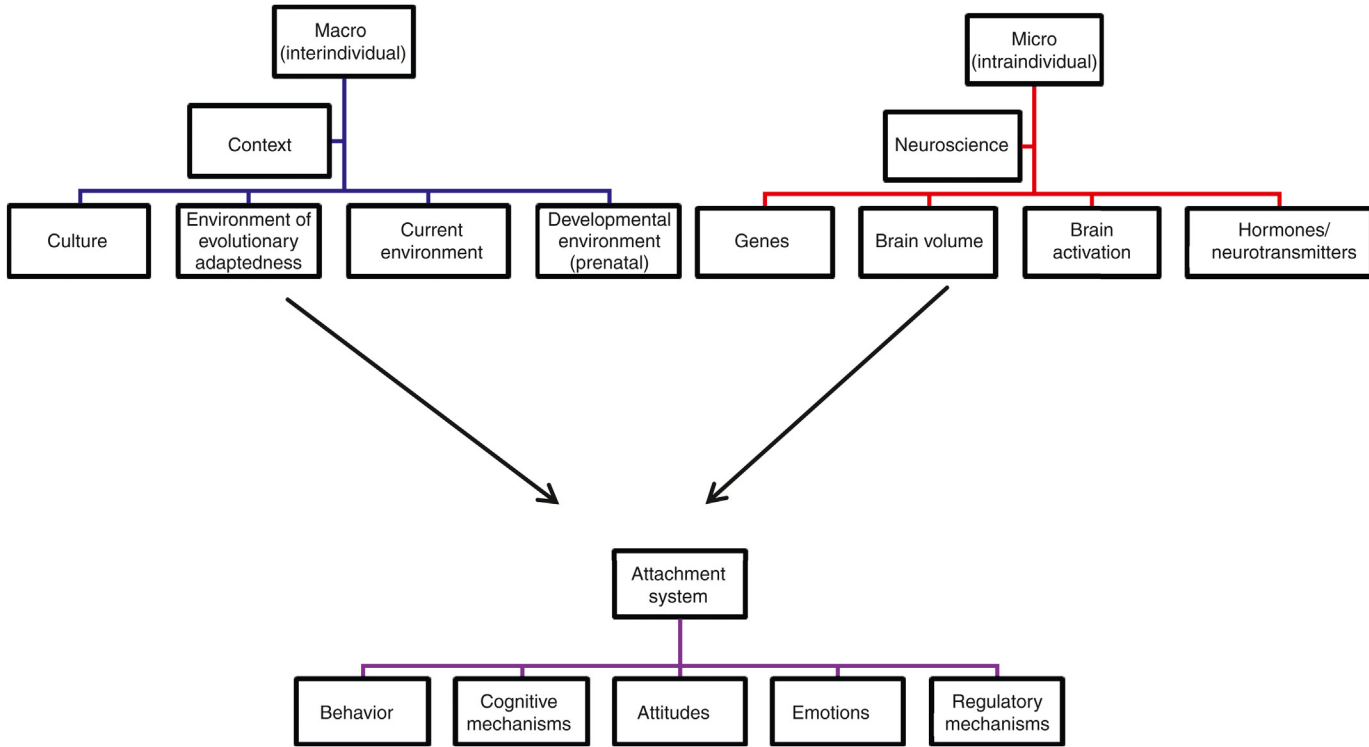 Macro
(interindividual)
Micro
(intraindividual)
Context
Neuroscience
Culture
Environment of
evolutionary
adaptedness
Current
environment
Developmental
environment
(prenatal)
Genes
Brain volume
Brain
activation
Hormones/
neurotransmitters
Attachment
system
Behavior
Cognitive
mechanisms
Attitudes
Emotions
Regulatory
mechanisms